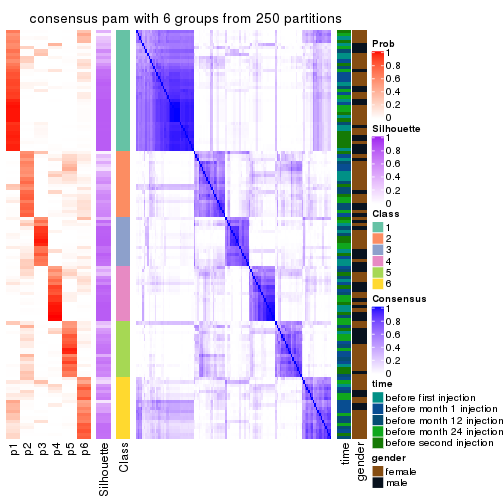 consensus pam with 6 groups from 250 partitions
Prob
1
0.8
0.6
0.4
0.2
0
Silhouette
1
0.8
0.6
0.4
0.2
0
Class
1
2
3
4
5
6
Consensus
1
0.8
0.6
0.4
0.2
0
time
before first injection
before month 1 injection
before month 12 injection
before month 24 injection
before second injection
gender
female
male
p1
p2
p3
p4
p5
p6
Silhouette
Class
time
gender